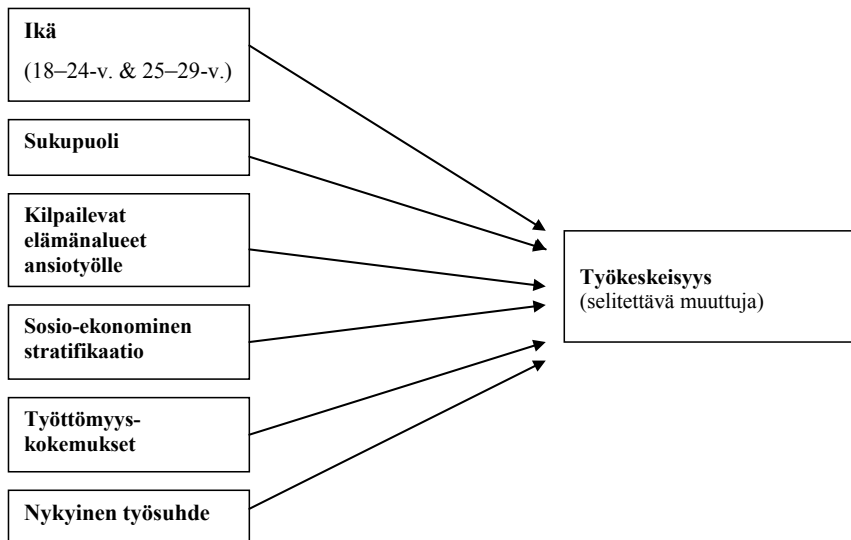 Ikä
(18–24-v. & 25–29-v.)
Sukupuoli
Kilpailevat
elämänalueet
ansiotyölle
Sosio-ekonominen
stratifikaatio
Työttömyys-
kokemukset
Nykyinen työsuhde
Työkeskeisyys
(selitettävä muuttuja)